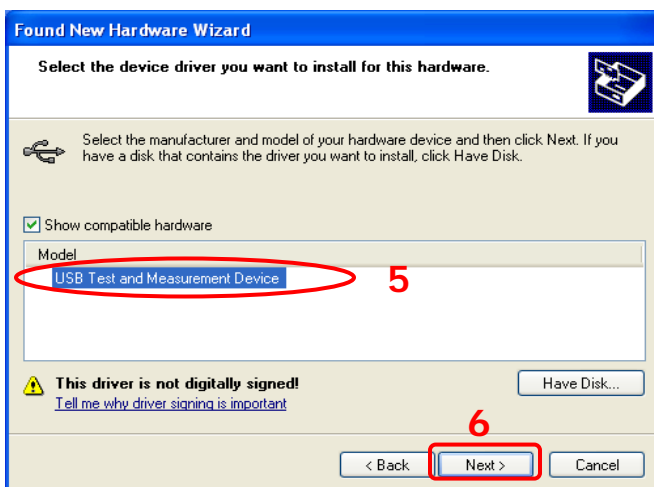 Found New Hardware Wizard
Select the device driver you want to install for this hardware.
Select the manufacturer and model of your hardware device and then click Next. If you
have a disk that contains the driver you want to install, click Have Disk.
Show compatible hardware
Model
USB Test and Measurement Device
5
This driver is not digitally signed!
Have Disk...
Tell me why driver signing is important
6
< Back
Next >
Cancel